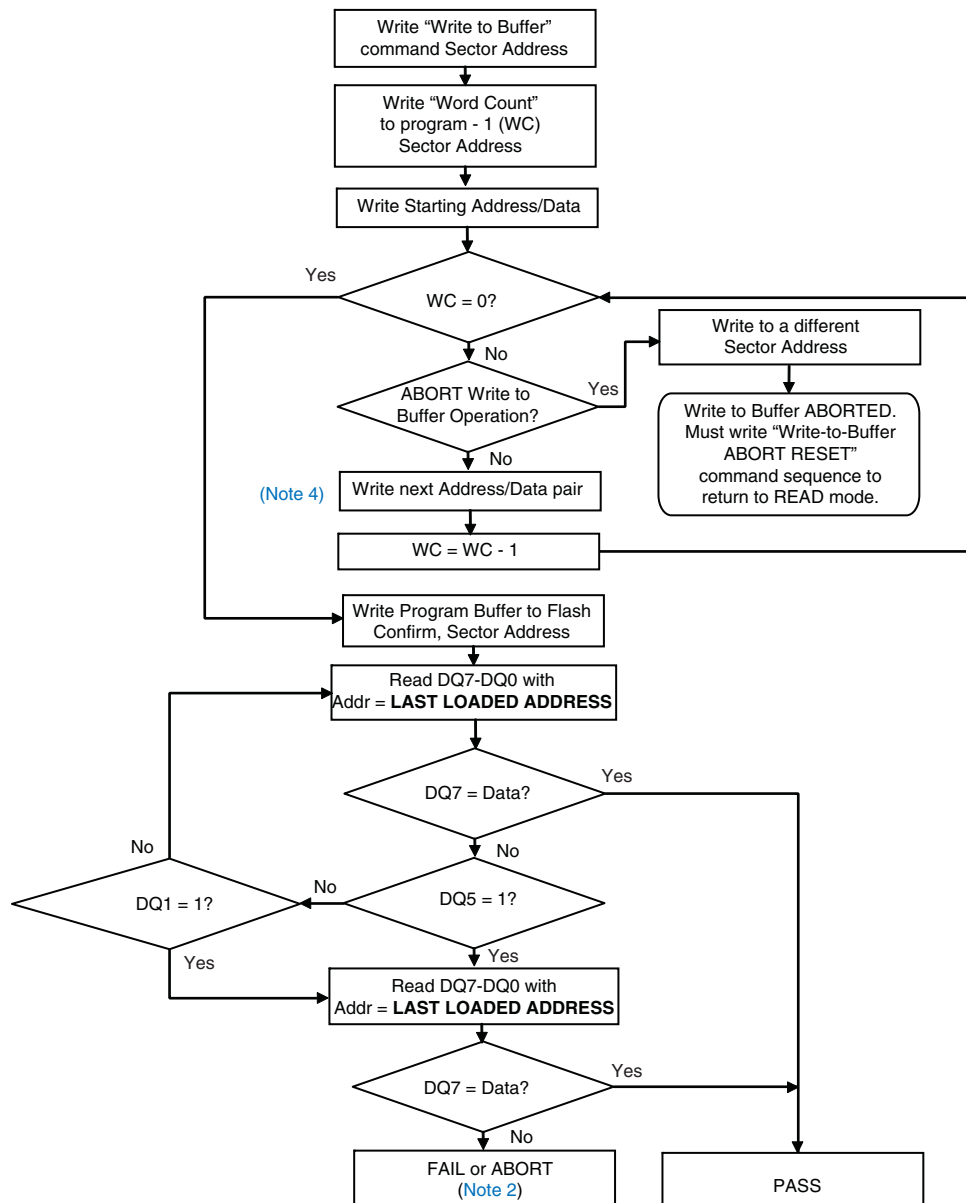 Write “Write to Buffer”
command Sector Address
Write “Word Count”
to program - 1 (WC)
Sector Address
Write Starting Address/Data
Yes
WC = 0?
No
Write to a different
Sector Address
ABORT Write to
Buffer Operation?
Yes
Write to Buffer ABORTED.
Must write “Write-to-Buffer
ABORT RESET”
command sequence to
return to READ mode.
No
(Note 4)
Write next Address/Data pair
WC = WC - 1
Write Program Buffer to Flash
Confirm, Sector Address
Read DQ7-DQ0 with
Addr = LAST LOADED ADDRESS
DQ7 = Data?
Yes
No
No
DQ1 = 1?
No
DQ5 = 1?
Yes
Yes
Read DQ7-DQ0 with
Addr = LAST LOADED ADDRESS
DQ7 = Data?
Yes
No
FAIL or ABORT
(Note 2)
PASS